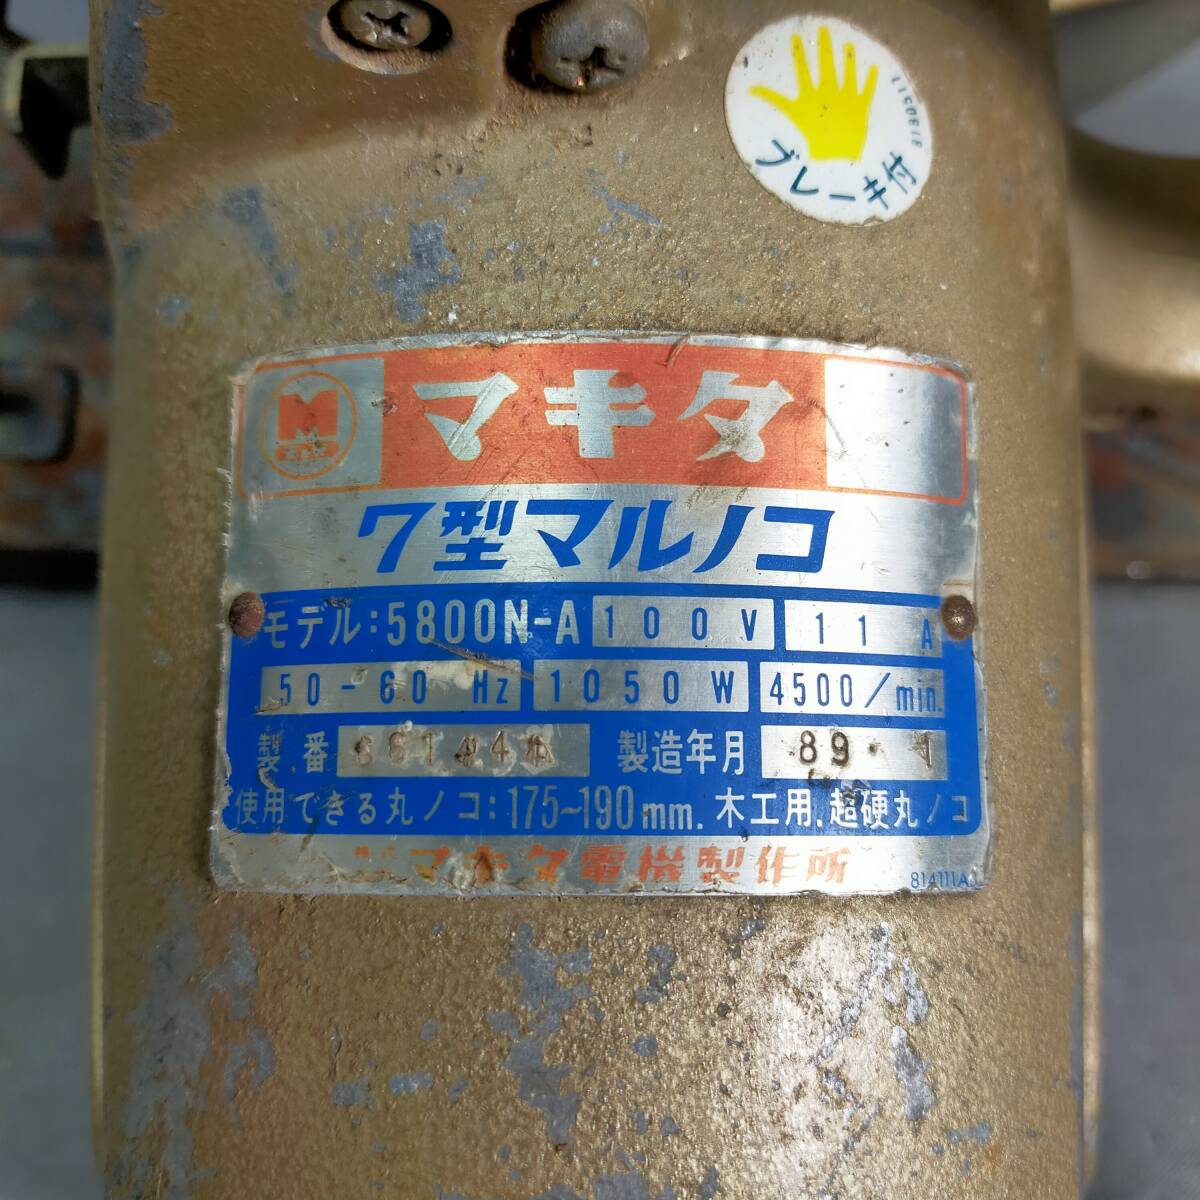 ブレーキ付
マキタ
7型マルノコ
モデル:5800N-A 100V 11 A
50-60 Hz 1050W 4500/min.
製番 製造年月 89.1
使用できる丸ノコ:175~190mm. 木工用.超硬丸ノコ
マキタ電機製作所
814111A